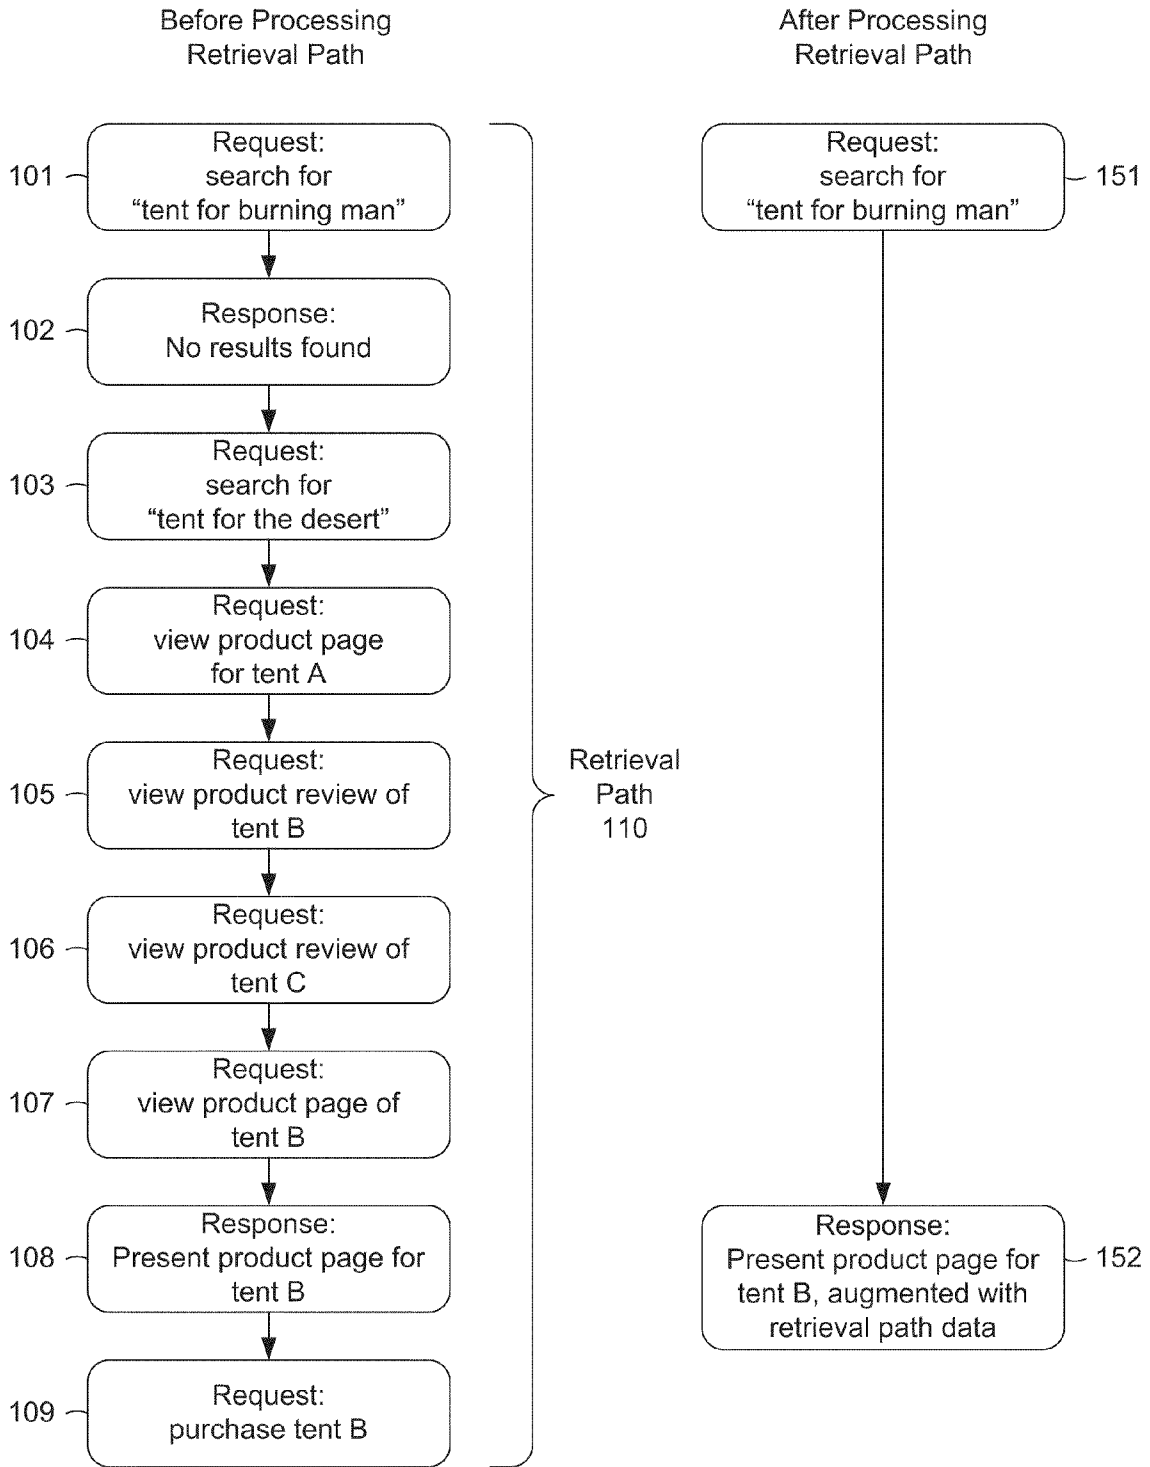 Before Processing
Retrieval Path
After Processing
Retrieval Path
101
Request:
search for
“tent for burning man”
102
Response:
No results found
103
Request:
search for
“tent for the desert”
104
Request:
view product page
for tent A
105
Request:
view product review of
tent B
106
Request:
view product review of
tent C
107
Request:
view product page of
tent B
108
Response:
Present product page for
tent B
109
Request:
purchase tent B
Retrieval
Path
110
Request:
search for
“tent for burning man”
151
Response:
Present product page for
tent B, augmented with
retrieval path data
152